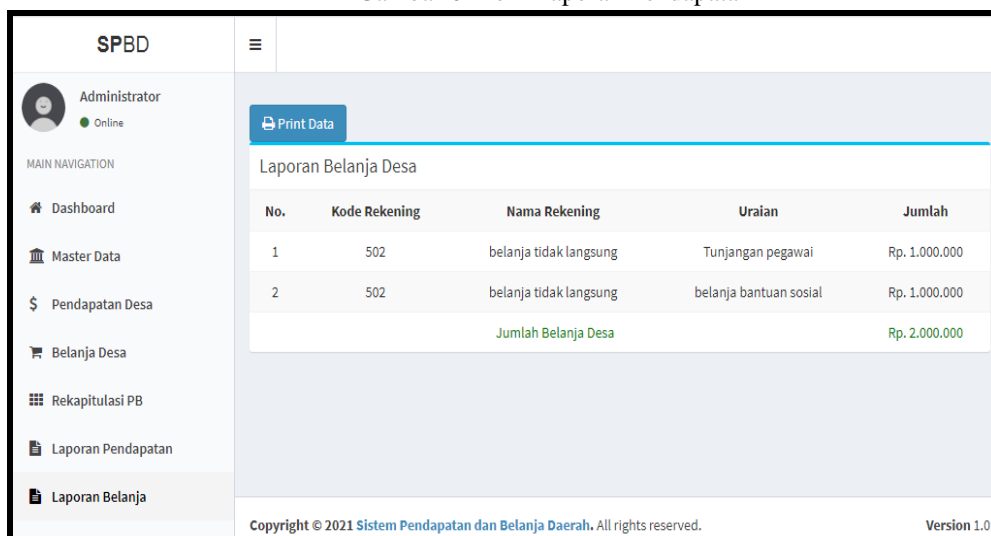 SPBD
Administrator
Online
MAIN NAVIGATION
Dashboard
Master Data
Pendapatan Desa
Belanja Desa
Rekapitulasi PB
Laporan Pendapatan
Laporan Belanja
Print Data
Laporan Belanja Desa
No. Kode Rekening Nama Rekening Uraian Jumlah
1 502 belanja tidak langsung Tunjangan pegawai Rp. 1.000.000
2 502 belanja tidak langsung belanja bantuan sosial Rp. 1.000.000
Jumlah Belanja Desa Rp. 2.000.000
Copyright © 2021 Sistem Pendapatan dan Belanja Daerah. All rights reserved. Version 1.0